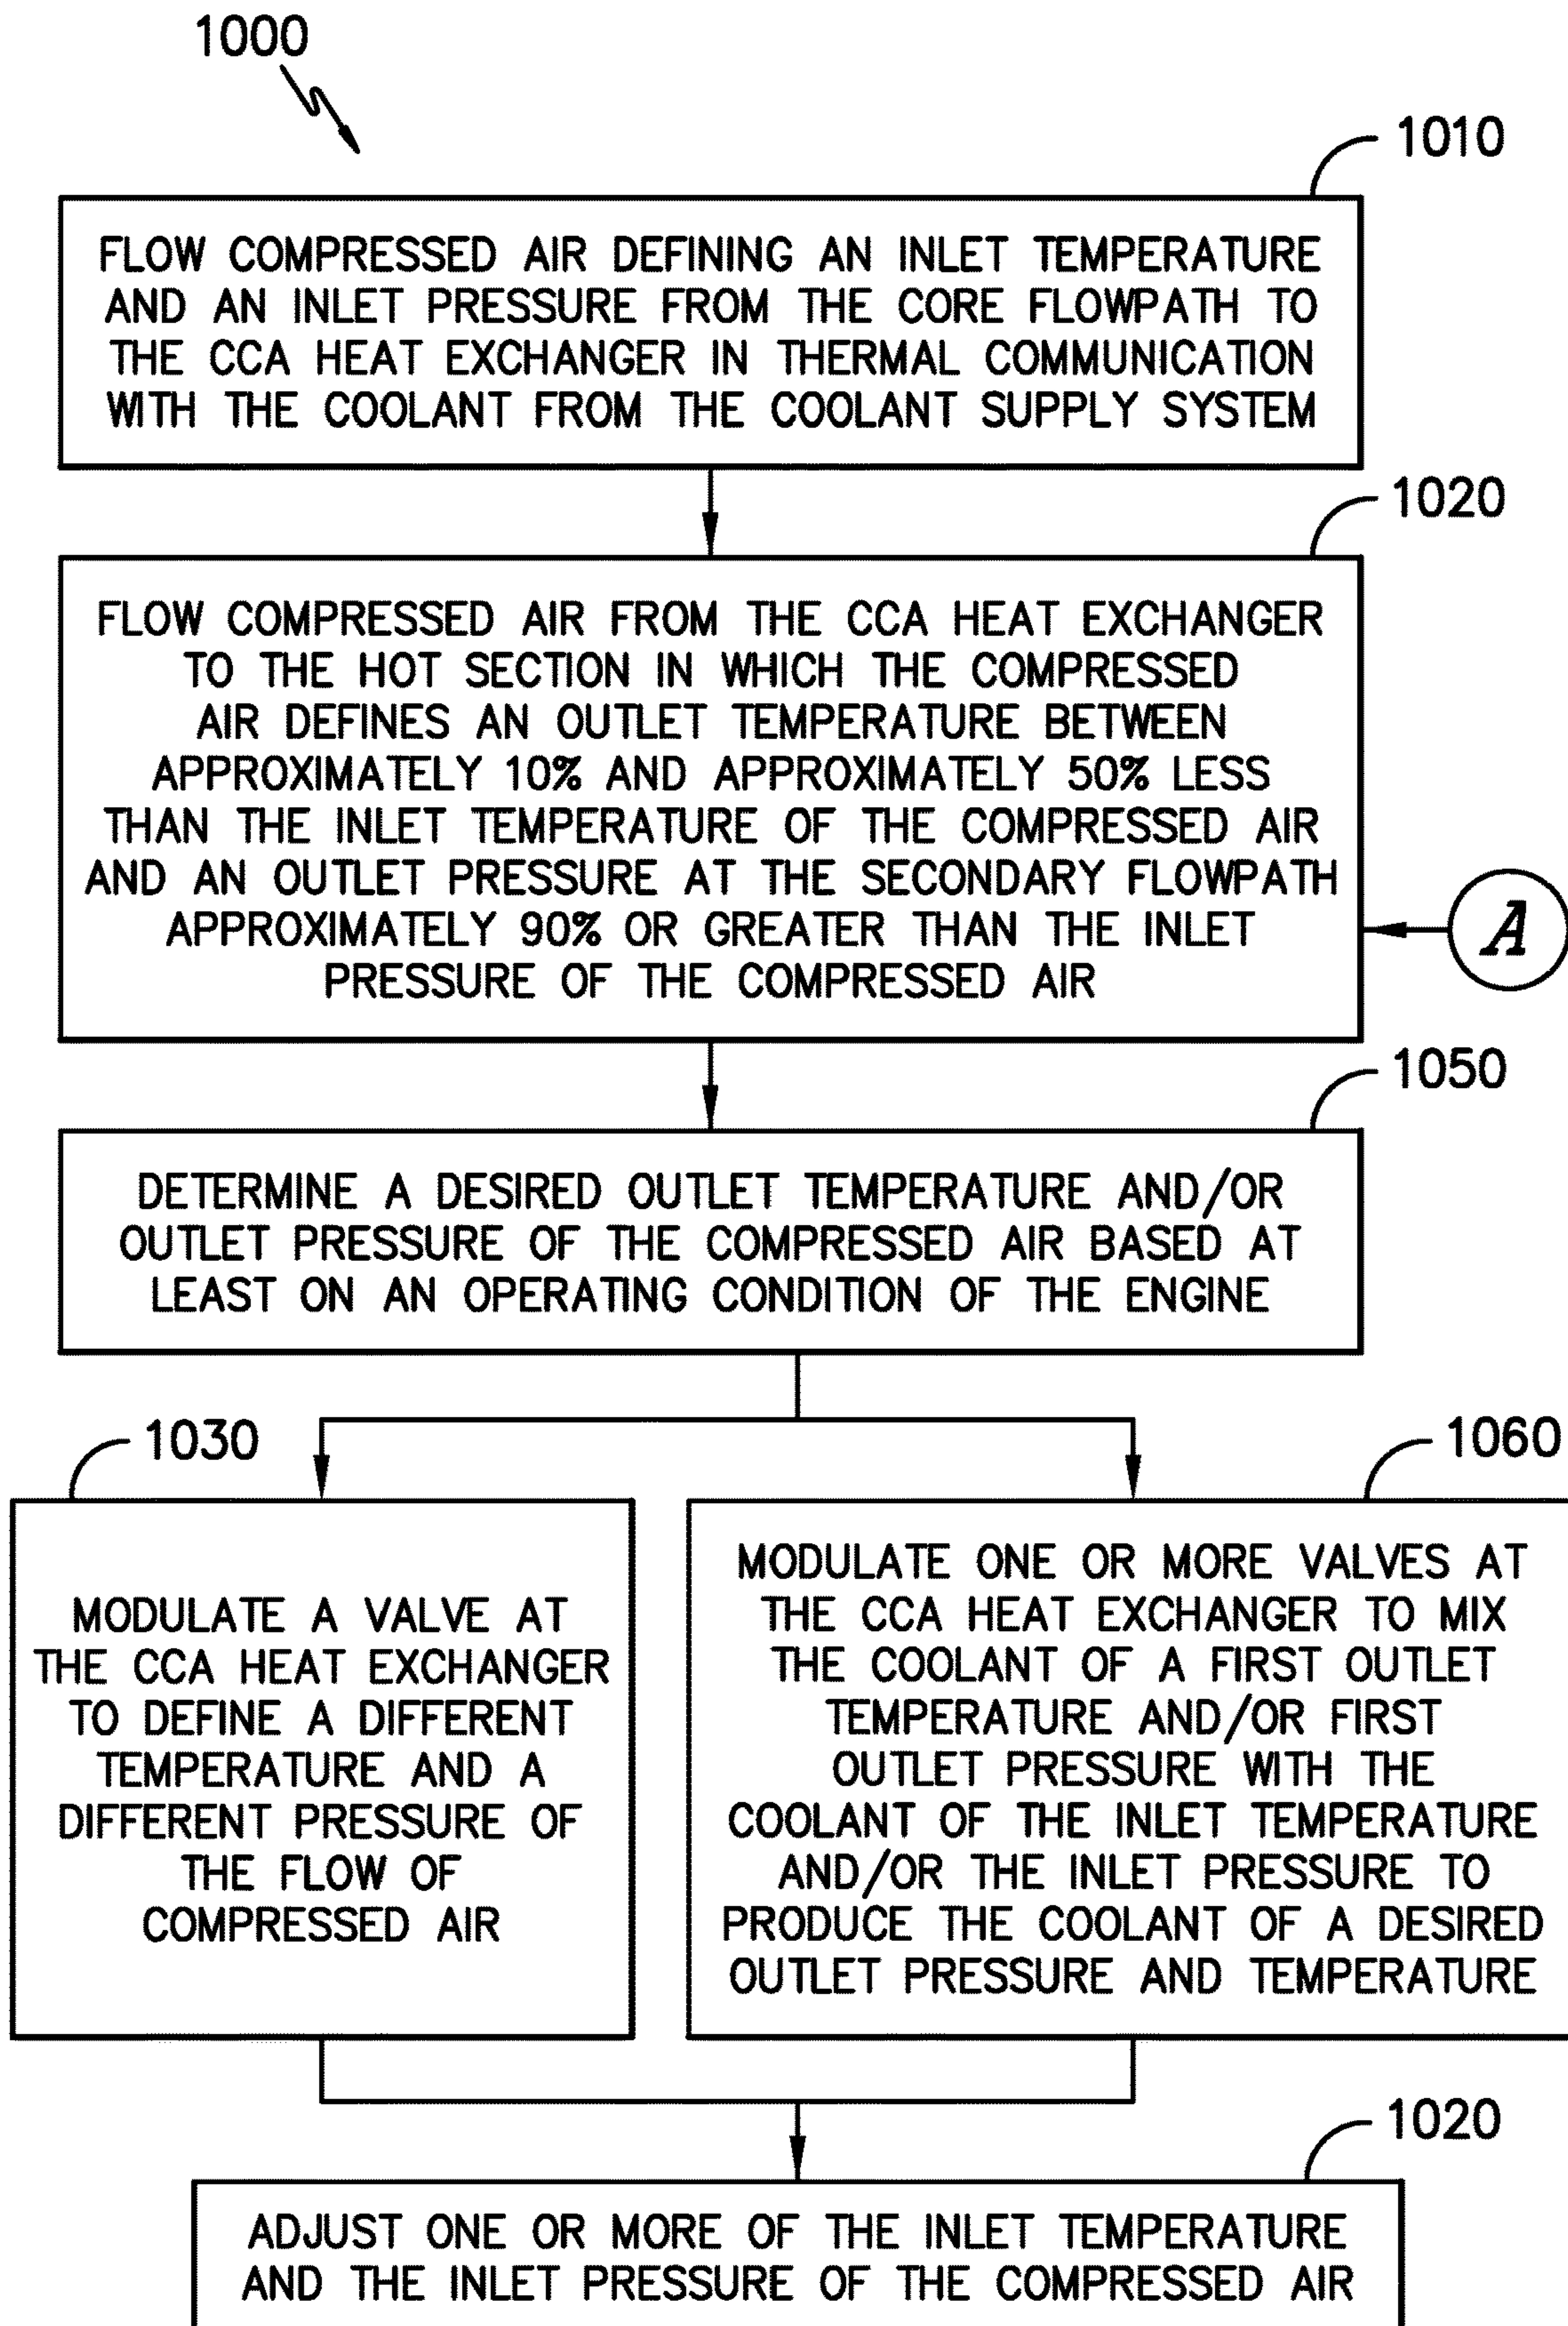 1000
1010
FLOW COMPRESSED AIR DEFINING AN INLET TEMPERATURE
AND AN INLET PRESSURE FROM THE CORE FLOWPATH TO
THE CCA HEAT EXCHANGER IN THERMAL COMMUNICATION
WITH THE COOLANT FROM THE COOLANT SUPPLY SYSTEM
1020
FLOW COMPRESSED AIR FROM THE CCA HEAT EXCHANGER
TO THE HOT SECTION IN WHICH THE COMPRESSED
AIR DEFINES AN OUTLET TEMPERATURE BETWEEN
APPROXIMATELY 10% AND APPROXIMATELY 50% LESS
THAN THE INLET TEMPERATURE OF THE COMPRESSED AIR
AND AN OUTLET PRESSURE AT THE SECONDARY FLOWPATH
APPROXIMATELY 90% OR GREATER THAN THE INLET
PRESSURE OF THE COMPRESSED AIR
A
1050
DETERMINE A DESIRED OUTLET TEMPERATURE AND/OR
OUTLET PRESSURE OF THE COMPRESSED AIR BASED AT
LEAST ON AN OPERATING CONDITION OF THE ENGINE
1030
MODULATE A VALVE AT
THE CCA HEAT EXCHANGER
TO DEFINE A DIFFERENT
TEMPERATURE AND A
DIFFERENT PRESSURE OF
THE FLOW OF
COMPRESSED AIR
1060
MODULATE ONE OR MORE VALVES AT
THE CCA HEAT EXCHANGER TO MIX
THE COOLANT OF A FIRST OUTLET
TEMPERATURE AND/OR FIRST
OUTLET PRESSURE WITH THE
COOLANT OF THE INLET TEMPERATURE
AND/OR THE INLET PRESSURE TO
PRODUCE THE COOLANT OF A DESIRED
OUTLET PRESSURE AND TEMPERATURE
1020
ADJUST ONE OR MORE OF THE INLET TEMPERATURE
AND THE INLET PRESSURE OF THE COMPRESSED AIR